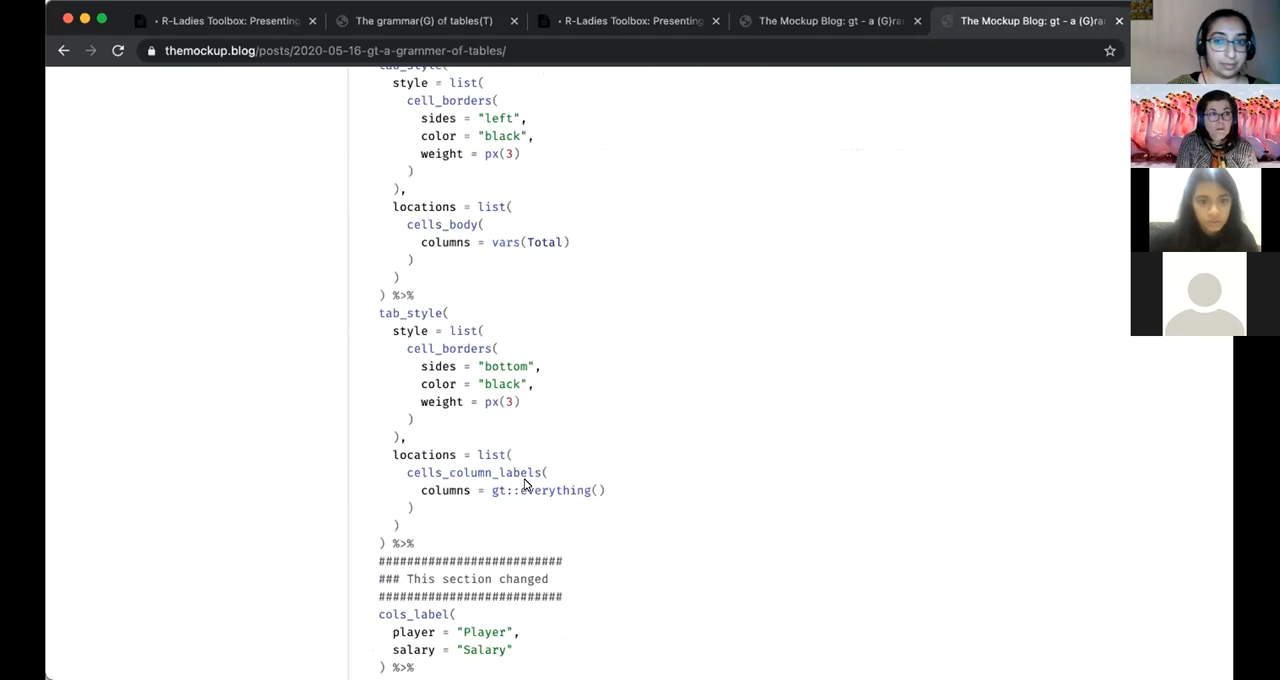 • R-Ladies Toolbox: Presenting
The grammar(G) of tables(T)
• R-Ladies Toolbox: Presenting
The Mockup Blog: gt - a (G)ra
The Mockup Blog: gt - a (G)ra
themockup.blog/posts/2020-05-16-gt-a-grammer-of-tables/
tab_style(
style = list(
cell_borders(
sides = "left",
color = "black",
weight = px(3)
)
),
locations = list(
cells_body(
columns = vars(Total)
)
)
) %>%
tab_style(
style = list(
cell_borders(
sides = "bottom",
color = "black",
weight = px(3)
)
),
locations = list(
cells_column_labels(
columns = gt::everything()
)
)
) %>%
##########################
### This section changed
##########################
cols_label(
player = "Player",
salary = "Salary"
) %>%